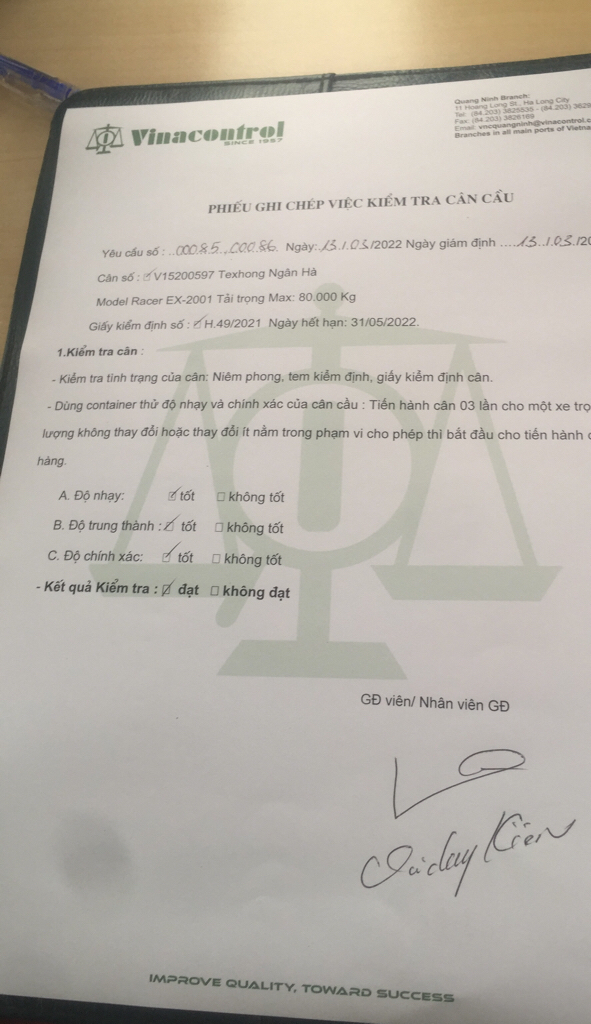 Vinacontrol
SINCE 1957
Quang Ninh Branch:
11 Hoang Long St., Ha Long City
Tel: (84.203) 3825535 - (84.203) 3629
Fax: (84.203) 3826169
Email: vncquangninh@vinacontrol.c
Branches in all main ports of Vietna
PHIẾU GHI CHÉP VIỆC KIỂM TRA CÂN CẦU
Yêu cầu số : ..00085..,00086. Ngày:.13./.03./2022 Ngày giám định ....13../.03./20
Cân số : V15200597 Texhong Ngân Hà
Model Racer EX-2001 Tải trọng Max: 80.000 Kg
Giấy kiểm định số : H.49/2021 Ngày hết hạn: 31/05/2022.
1.Kiểm tra cân :
- Kiểm tra tình trạng của cân: Niêm phong, tem kiểm định, giấy kiểm định cân.
- Dùng container thử độ nhạy và chính xác của cân cầu : Tiến hành cân 03 lần cho một xe trọ
lượng không thay đổi hoặc thay đổi ít nằm trong phạm vi cho phép thì bắt đầu cho tiến hành c
hàng.
A. Độ nhạy: ☑ tốt ☐ không tốt
B. Độ trung thành : ☑ tốt ☐ không tốt
C. Độ chính xác: ☑ tốt ☐ không tốt
- Kết quả Kiểm tra : ☑ đạt ☐ không đạt
GĐ viên/ Nhân viên GĐ
Kiên
IMPROVE QUALITY, TOWARD SUCCESS